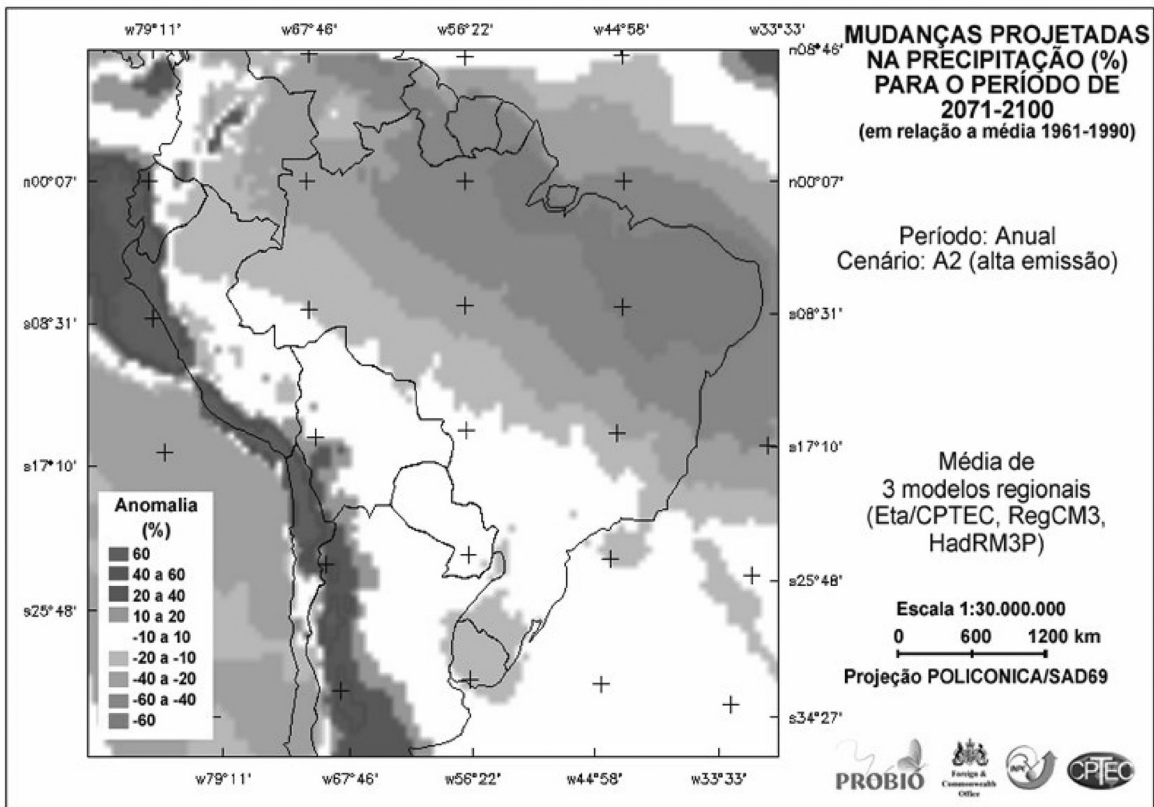 w79°11' w67°46' w56°22' w44°58' w33°33'
MUDANÇAS PROJETADAS
NA PRECIPITAÇÃO (%)
PARA O PERÍODO DE
2071-2100
(em relação a média 1961-1990)
n08°46'
n00°07' n00°07'
Período: Anual
Cenário: A2 (alta emissão)
s08°31' s08°31'
s17°10' s17°10'
Média de
3 modelos regionais
(Eta/CPTEC, RegCM3,
HadRM3P)
Anomalia
(%)
60
40 a 60
20 a 40
10 a 20
-10 a 10
-20 a -10
-40 a -20
-60 a -40
-60
s25°48' s25°48'
Escala 1:30.000.000
0 600 1200 km
Projeção POLICONICA/SAD69
s34°27'
w79°11' w67°46' w56°22' w44°58' w33°33'
PROBIO
Foreign &
Commonwealth
Office
INPE
CPTEC